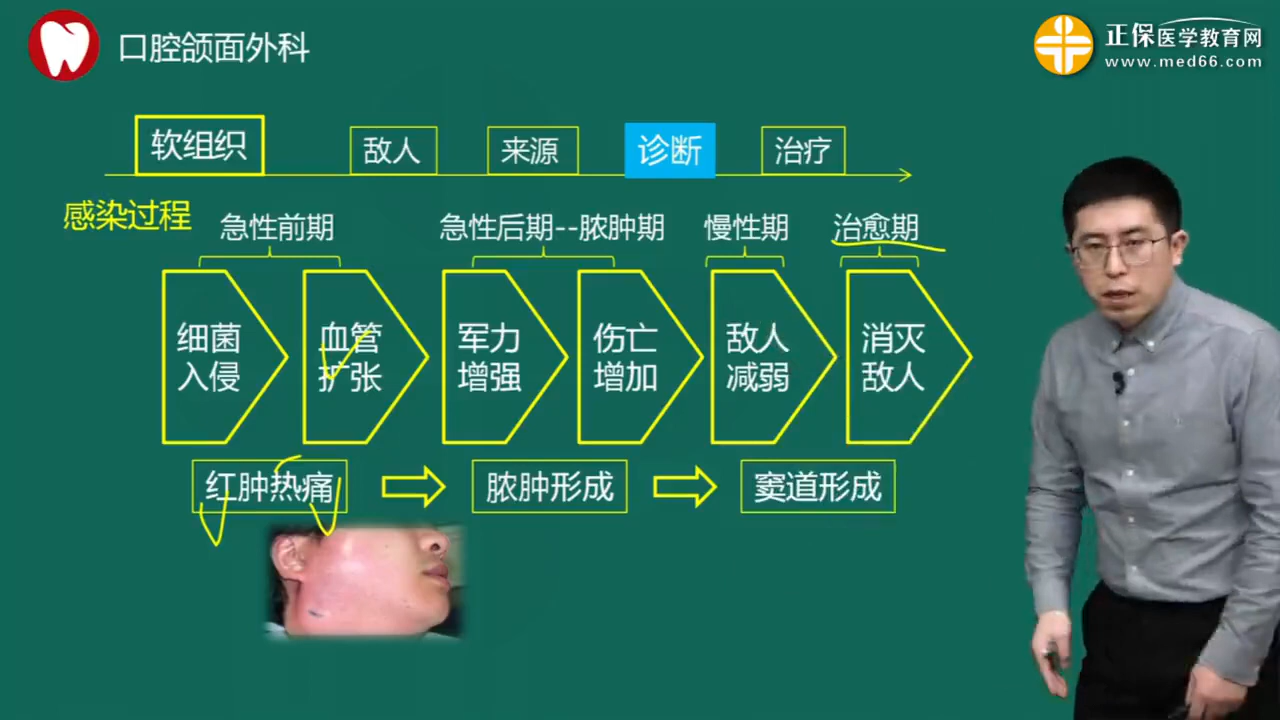 口腔颌面外科
正保医学教育网
www.med66.com
软组织
敌人
来源
诊断
治疗
感染过程
急性前期
急性后期--脓肿期
慢性期
治愈期
细菌
入侵
血管
扩张
军力
增强
伤亡
增加
敌人
减弱
消灭
敌人
红肿热痛
脓肿形成
窦道形成